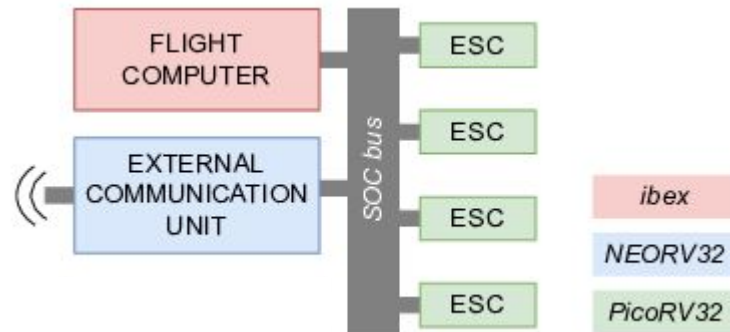 FLIGHT
COMPUTER
EXTERNAL
COMMUNICATION
UNIT
SOC bus
ESC
ESC
ESC
ESC
ibex
NEORV32
PicoRV32